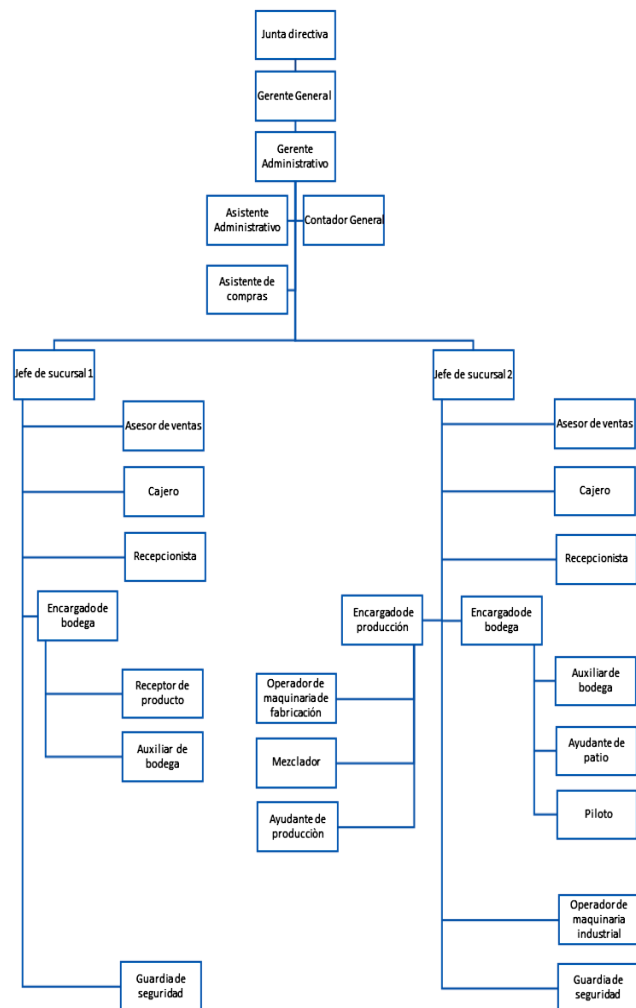 Junta directiva
Gerente General
Gerente
Administrativo
Asistente
Administrativo
Contador General
Asistente de
compras
Jefe de sucursal 1
Jefe de sucursal 2
Asesor de ventas
Cajero
Recepcionista
Encargado de
bodega
Receptor de
producto
Auxiliar de
bodega
Guardia de
seguridad
Asesor de ventas
Cajero
Recepcionista
Encargado de
producción
Operador de
maquinaria de
fabricación
Mezclador
Ayudante de
producciòn
Encargado de
bodega
Auxiliar de
bodega
Ayudante de
patio
Piloto
Operador de
maquinaria
industrial
Guardia de
seguridad